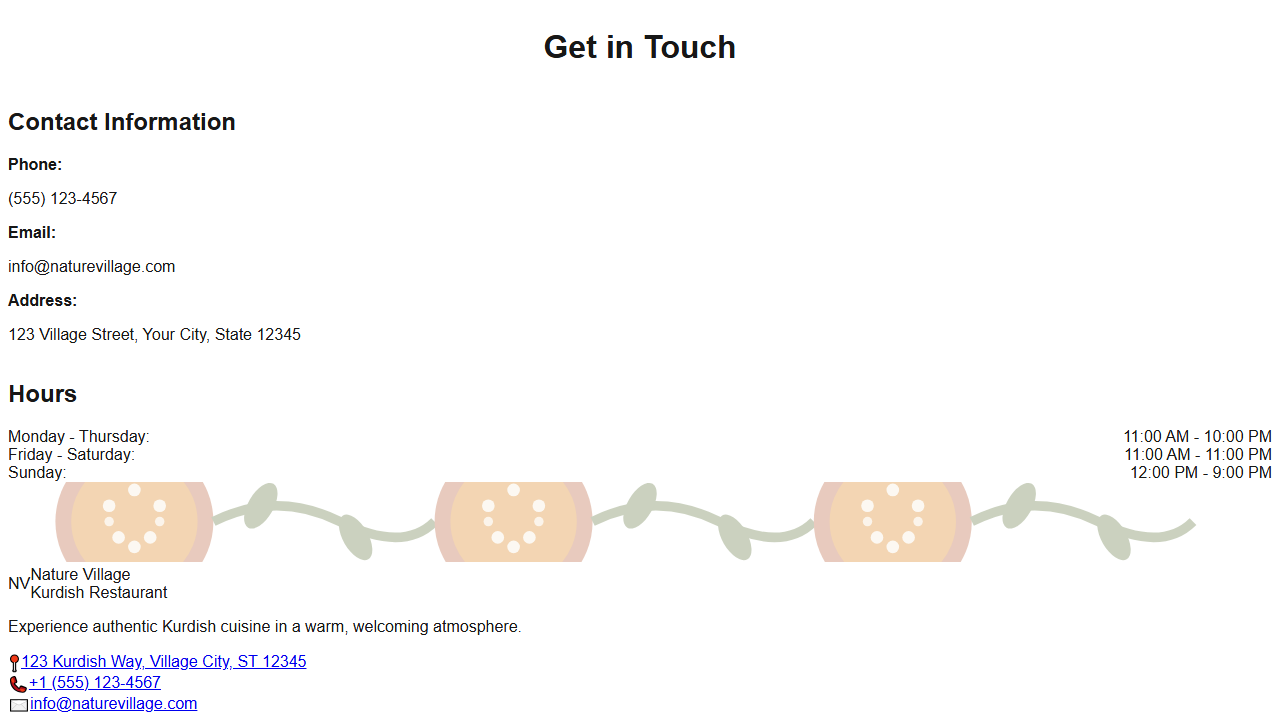 Get in Touch
Contact Information
Phone:
(555) 123-4567
Email:
info@naturevillage.com
Address:
123 Village Street, Your City, State 12345
Hours
Monday - Thursday: 11:00 AM - 10:00 PM
Friday - Saturday: 11:00 AM - 11:00 PM
Sunday: 12:00 PM - 9:00 PM
NV
Nature Village
Kurdish Restaurant
Experience authentic Kurdish cuisine in a warm, welcoming atmosphere.
123 Kurdish Way, Village City, ST 12345
+1 (555) 123-4567
info@naturevillage.com